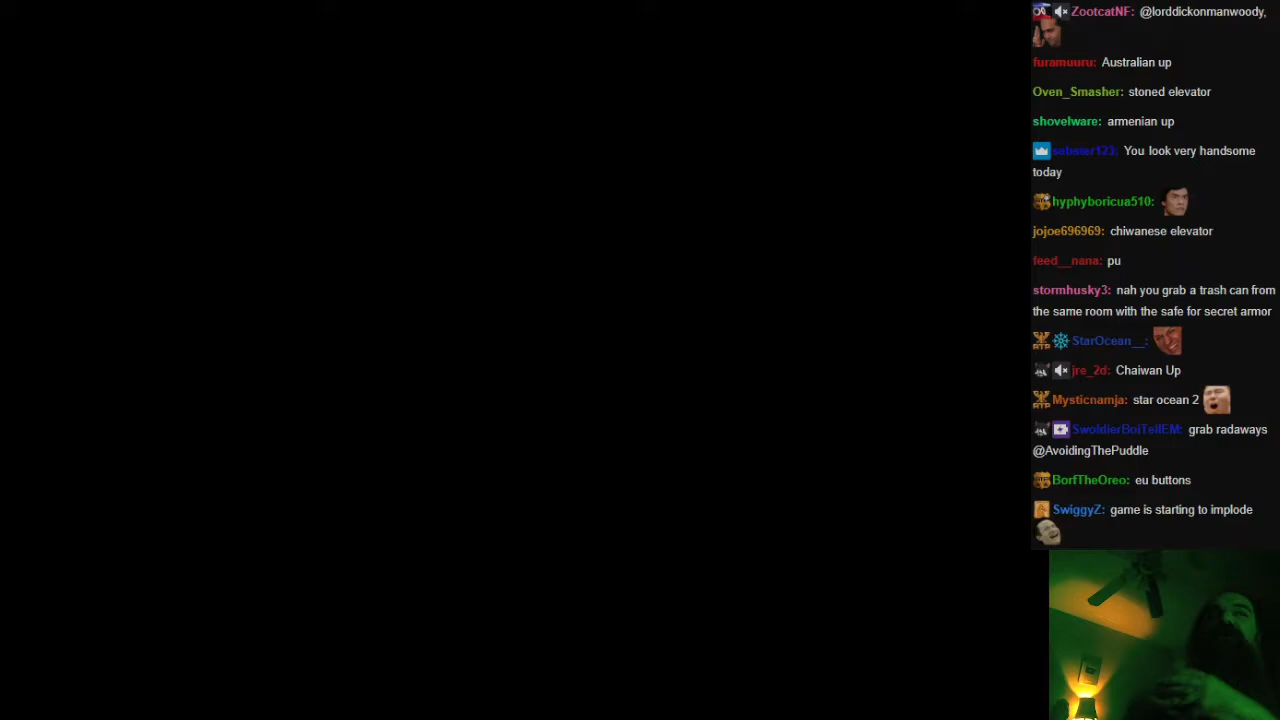 ZootcatNF: @lorddickonmanwoody,
furamuuru: Australian up
Oven_Smasher: stoned elevator
shovelware: armenian up
sebster123: You look very handsome
today
hyphyboricua510:
jojoe696969: chiwanese elevator
feed__nana: pu
stormhusky3: nah you grab a trash can from
the same room with the safe for secret armor
StarOcean__:
jre_2d: Chaiwan Up
Mysticnamja: star ocean 2
SwoldierBoiTellEM: grab radaways
@AvoidingThePuddle
BorfTheOreo: eu buttons
SwiggyZ: game is starting to implode